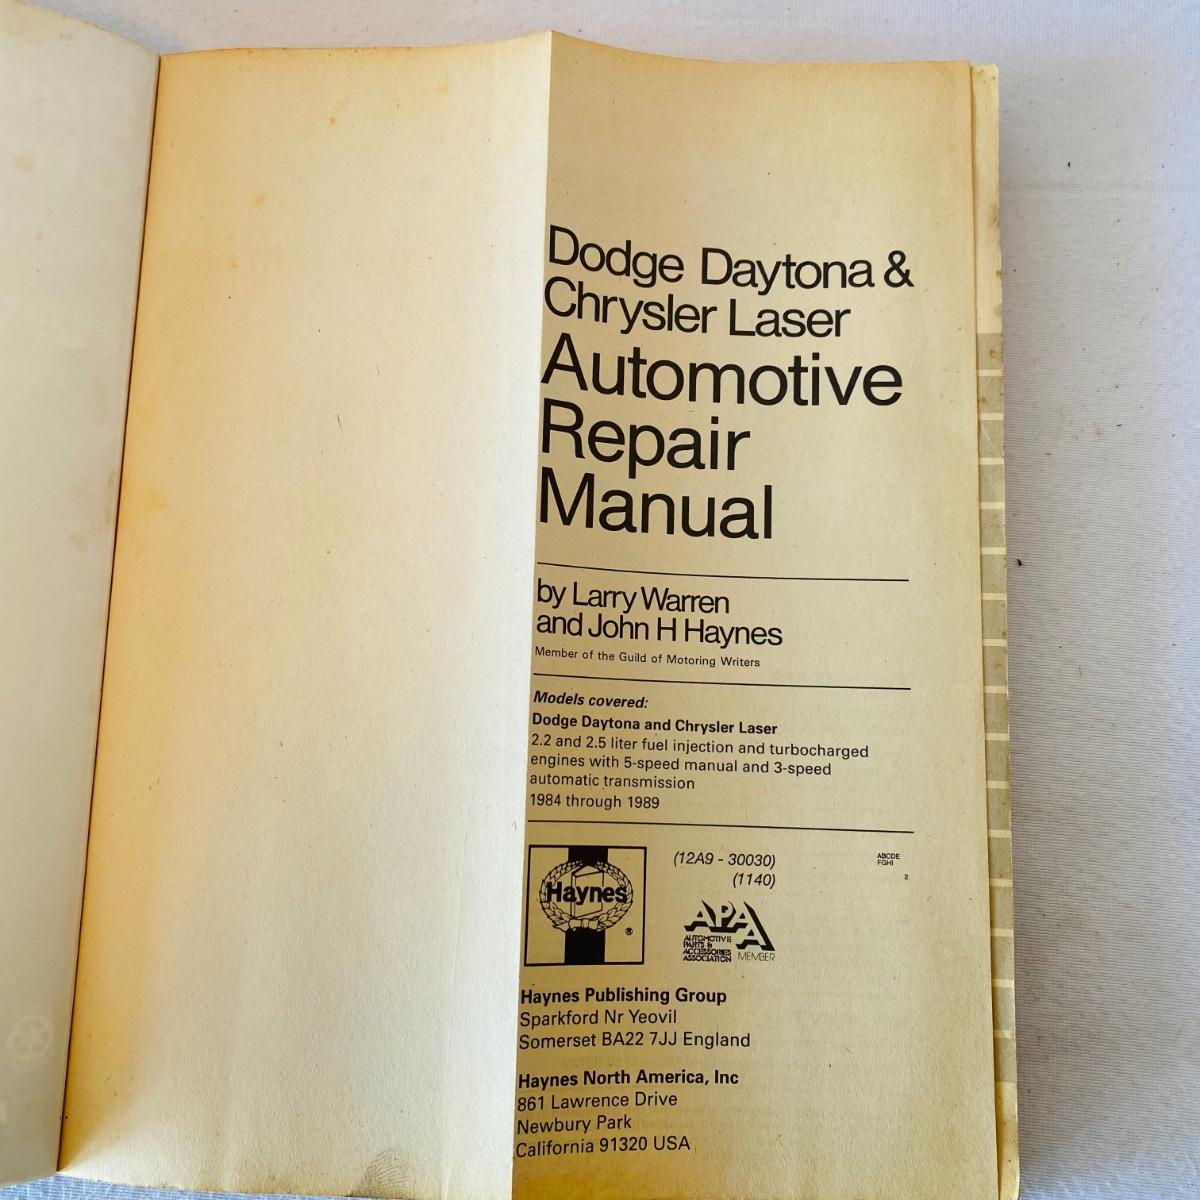 Dodge Daytona &
Chrysler Laser
Automotive
Repair
Manual
by Larry Warren
and John H Haynes
Member of the Guild of Motoring Writers
Models covered:
Dodge Daytona and Chrysler Laser
2.2 and 2.5 liter fuel injection and turbocharged
engines with 5-speed manual and 3-speed
automatic transmission
1984 through 1989
Haynes
®
(12A9 - 30030)
(1140)
ABCDE
FGHI
2
APAA
AUTOMOTIVE
PARTS &
ACCESSORIES
ASSOCIATION
MEMBER
Haynes Publishing Group
Sparkford Nr Yeovil
Somerset BA22 7JJ England
Haynes North America, Inc
861 Lawrence Drive
Newbury Park
California 91320 USA